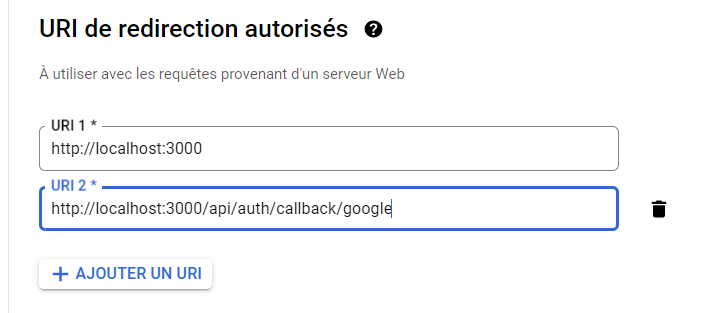 URI de redirection autorisés
À utiliser avec les requêtes provenant d'un serveur Web
URI 1 *
http://localhost:3000
URI 2 *
http://localhost:3000/api/auth/callback/google
AJOUTER UN URI